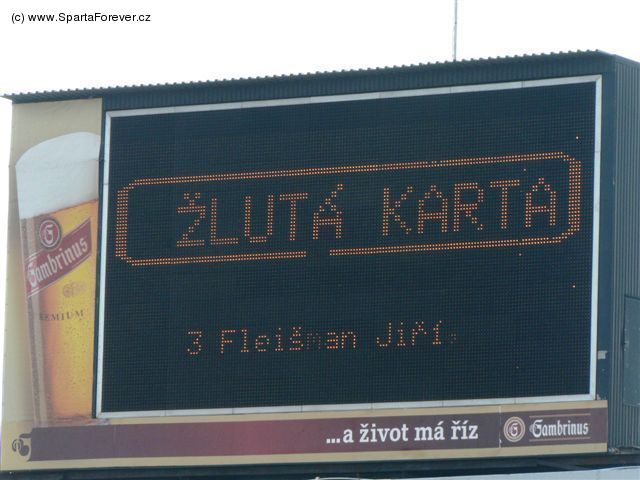 (c) www.SpartaForever.cz
ŽLUTÁ KARTA
3 Fleišman Jiří
Gambrinus
PREMIUM
...a život má říz
Gambrinus